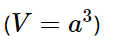 (V = a³)